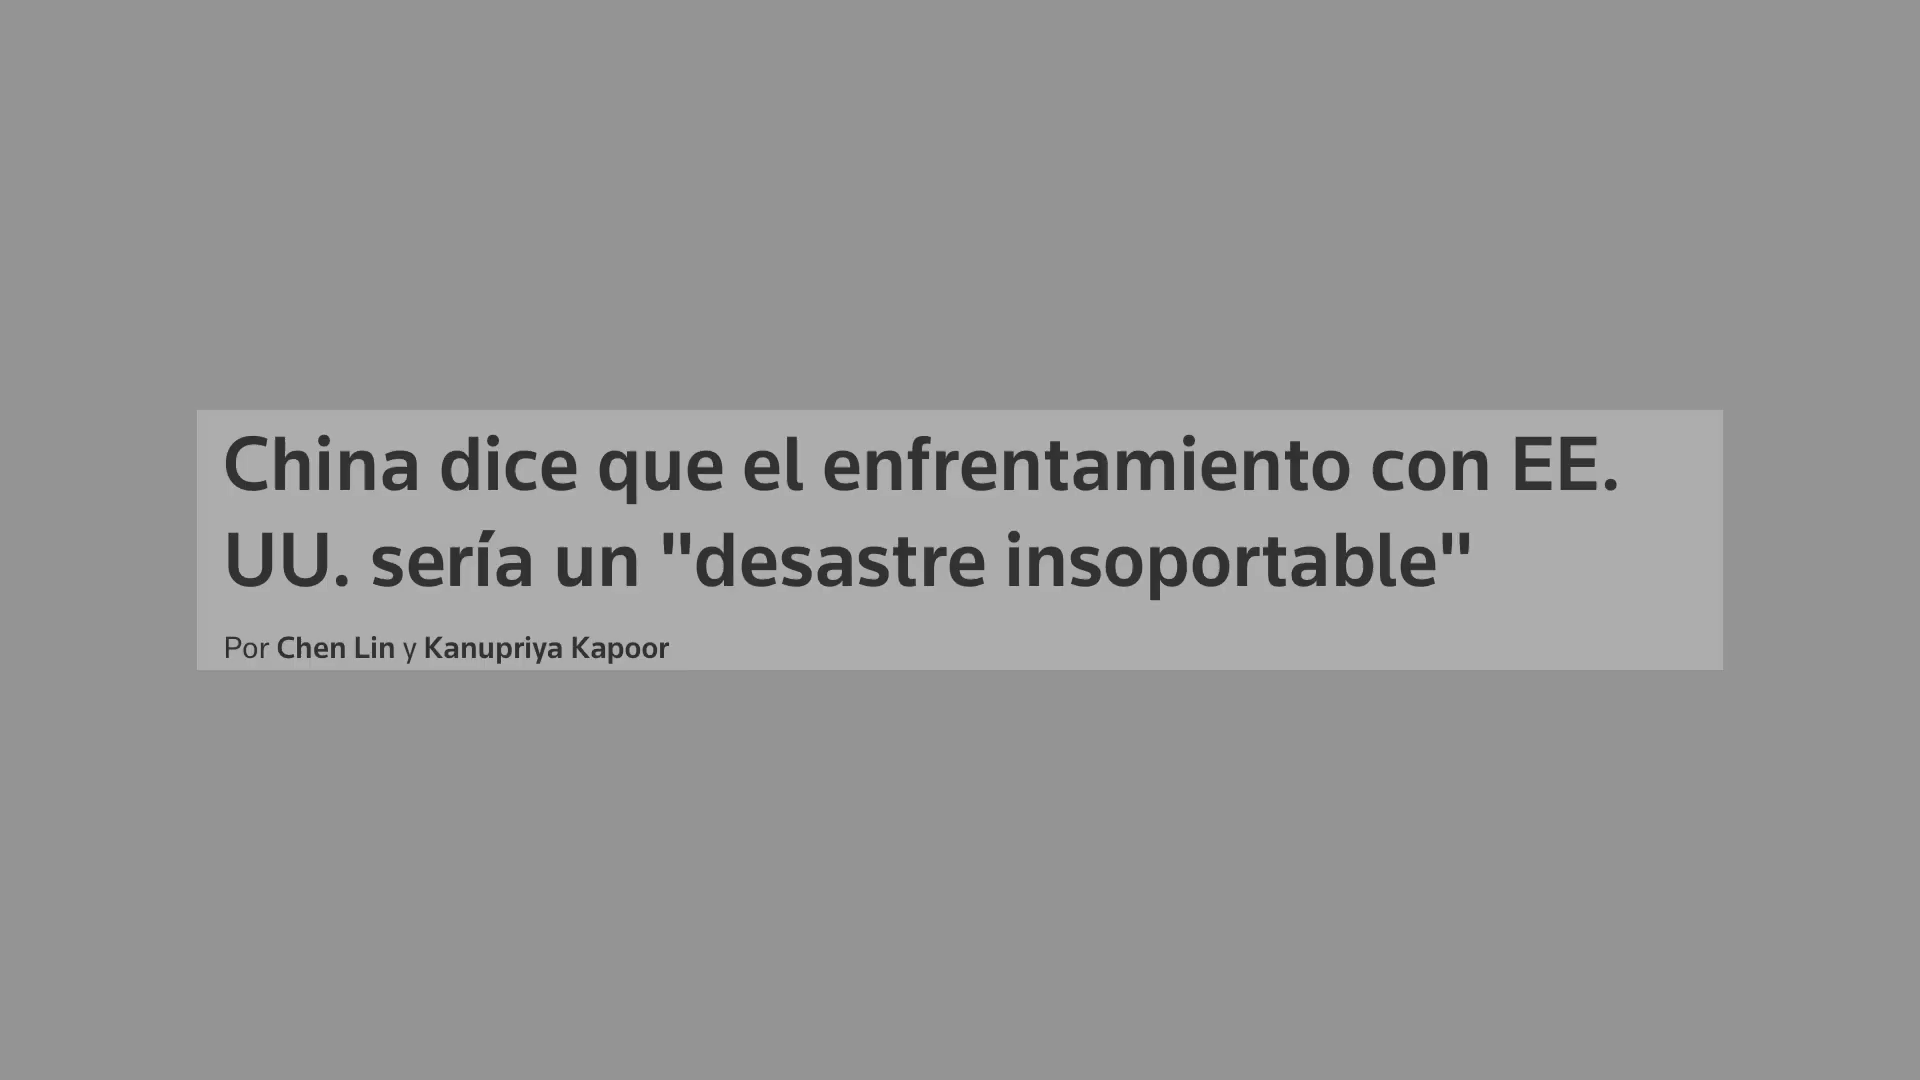 China dice que el enfrentamiento con EE.
UU. sería un "desastre insoportable"
Por Chen Lin y Kanupriya Kapoor